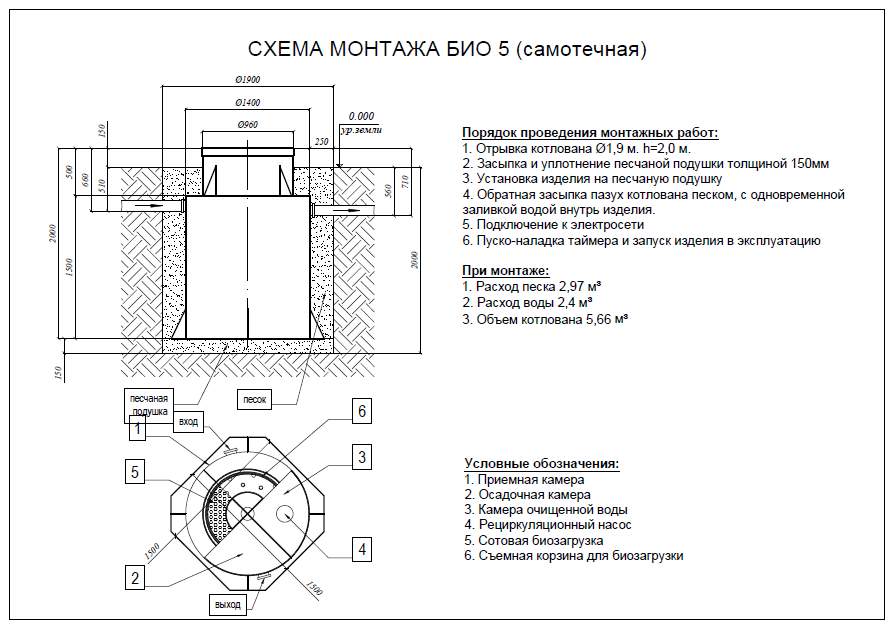 СХЕМА МОНТАЖА БИО 5 (самотечная)
Ø1900
Ø1400
Ø960
250
0.000
ур.земли
150
500
660
510
2000
1500
150
560
710
2000
песчаная
подушка
песок
вход
1
5
6
3
4
2
1500
1500
выход
Порядок проведения монтажных работ:
1. Отрывка котлована Ø1,9 м. h=2,0 м.
2. Засыпка и уплотнение песчаной подушки толщиной 150мм
3. Установка изделия на песчаную подушку
4. Обратная засыпка пазух котлована песком, с одновременной
заливкой водой внутрь изделия.
5. Подключение к электросети
6. Пуско-наладка таймера и запуск изделия в эксплуатацию
При монтаже:
1. Расход песка 2,97 м³
2. Расход воды 2,4 м³
3. Объем котлована 5,66 м³
Условные обозначения:
1. Приемная камера
2. Осадочная камера
3. Камера очищенной воды
4. Рециркуляционный насос
5. Сотовая биозагрузка
6. Съемная корзина для биозагрузки